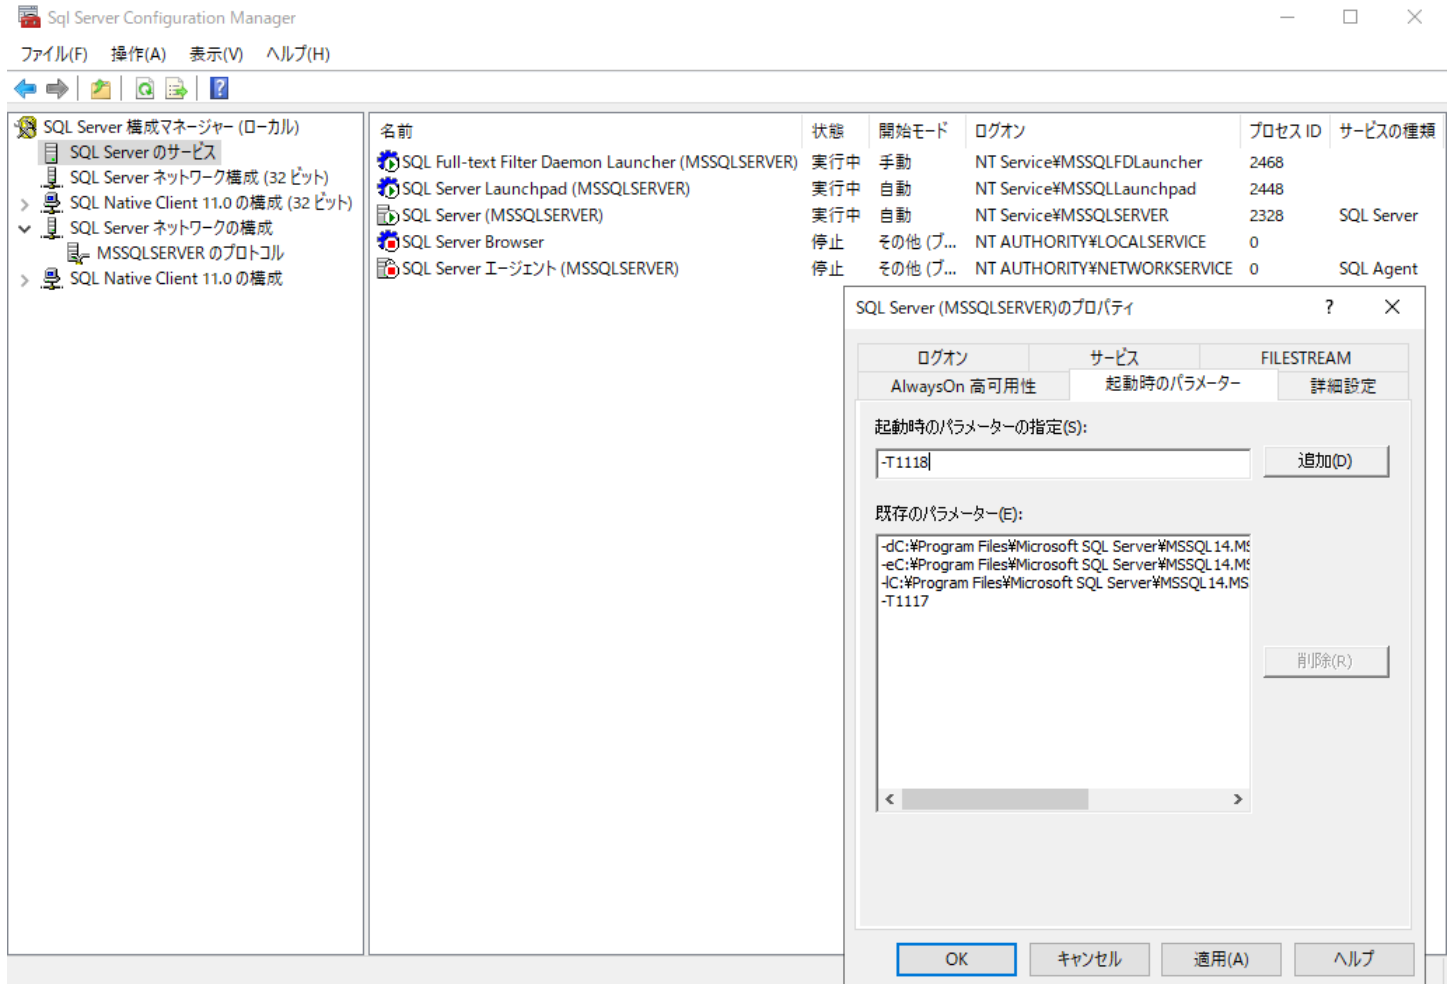 Sql Server Configuration Manager
ファイル(F) 操作(A) 表示(V) ヘルプ(H)
SQL Server 構成マネージャー (ローカル)
SQL Server のサービス
SQL Server ネットワーク構成 (32 ビット)
SQL Native Client 11.0 の構成 (32 ビット)
SQL Server ネットワークの構成
MSSQLSERVER のプロトコル
SQL Native Client 11.0 の構成
名前 状態 開始モード ログオン プロセス ID サービスの種類
SQL Full-text Filter Daemon Launcher (MSSQLSERVER) 実行中 手動 NT Service¥MSSQLFDLauncher 2468
SQL Server Launchpad (MSSQLSERVER) 実行中 自動 NT Service¥MSSQLLaunchpad 2448
SQL Server (MSSQLSERVER) 実行中 自動 NT Service¥MSSQLSERVER 2328 SQL Server
SQL Server Browser 停止 その他 (ブ... NT AUTHORITY¥LOCALSERVICE 0
SQL Server エージェント (MSSQLSERVER) 停止 その他 (ブ... NT AUTHORITY¥NETWORKSERVICE 0 SQL Agent
SQL Server (MSSQLSERVER)のプロパティ
ログオン サービス FILESTREAM
AlwaysOn 高可用性 起動時のパラメーター 詳細設定
起動時のパラメーターの指定(S):
-T1118 追加(D)
既存のパラメーター(E):
-dC:¥Program Files¥Microsoft SQL Server¥MSSQL14.MS
-eC:¥Program Files¥Microsoft SQL Server¥MSSQL14.MS
-lC:¥Program Files¥Microsoft SQL Server¥MSSQL14.MS
-T1117
削除(R)
OK キャンセル 適用(A) ヘルプ